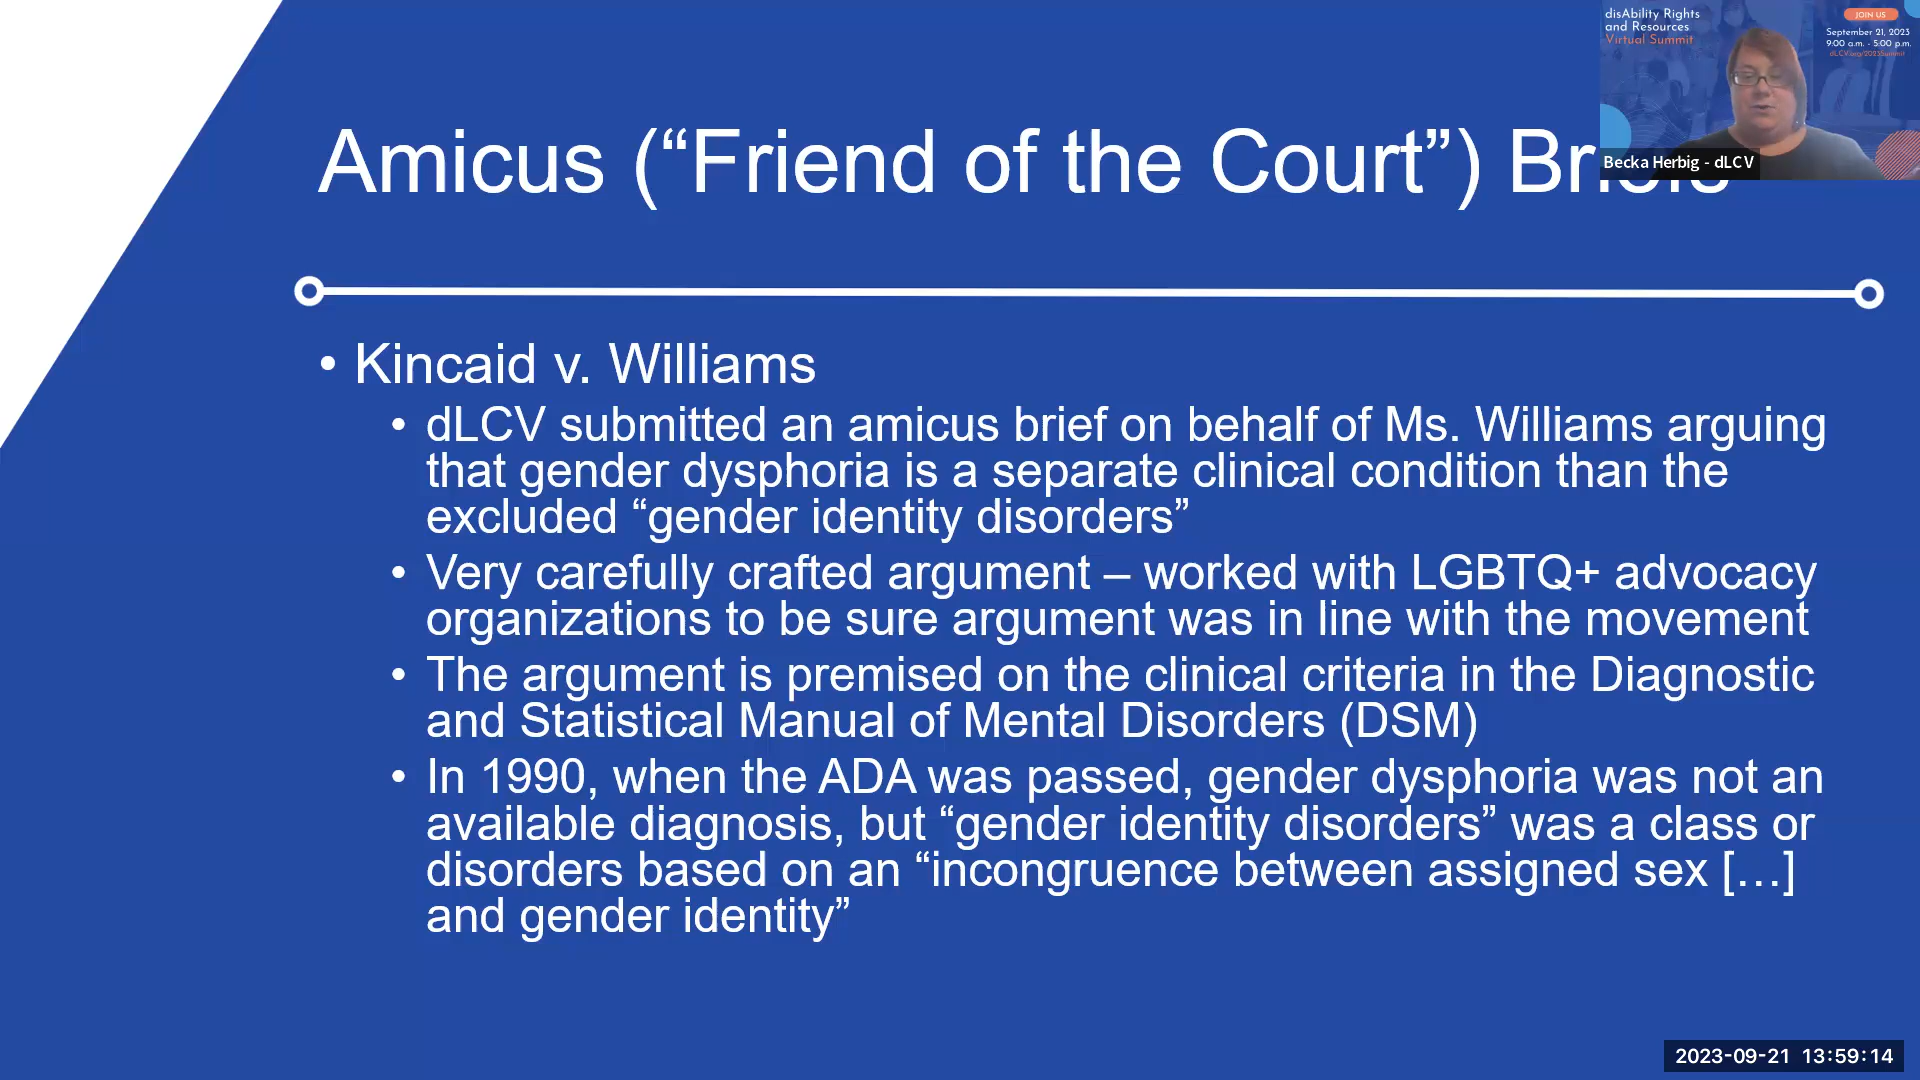 disAbility Rights
and Resources
Virtual Summit
JOIN US
September 21, 2023
9:00 a.m. - 5:00 p.m.
dLCV.org/2023Summit
Becka Herbig - dLCV
Amicus (“Friend of the Court”) Briefs
• Kincaid v. Williams
• dLCV submitted an amicus brief on behalf of Ms. Williams arguing
that gender dysphoria is a separate clinical condition than the
excluded “gender identity disorders”
• Very carefully crafted argument – worked with LGBTQ+ advocacy
organizations to be sure argument was in line with the movement
• The argument is premised on the clinical criteria in the Diagnostic
and Statistical Manual of Mental Disorders (DSM)
• In 1990, when the ADA was passed, gender dysphoria was not an
available diagnosis, but “gender identity disorders” was a class or
disorders based on an “incongruence between assigned sex […]
and gender identity”
2023-09-21 13:59:14